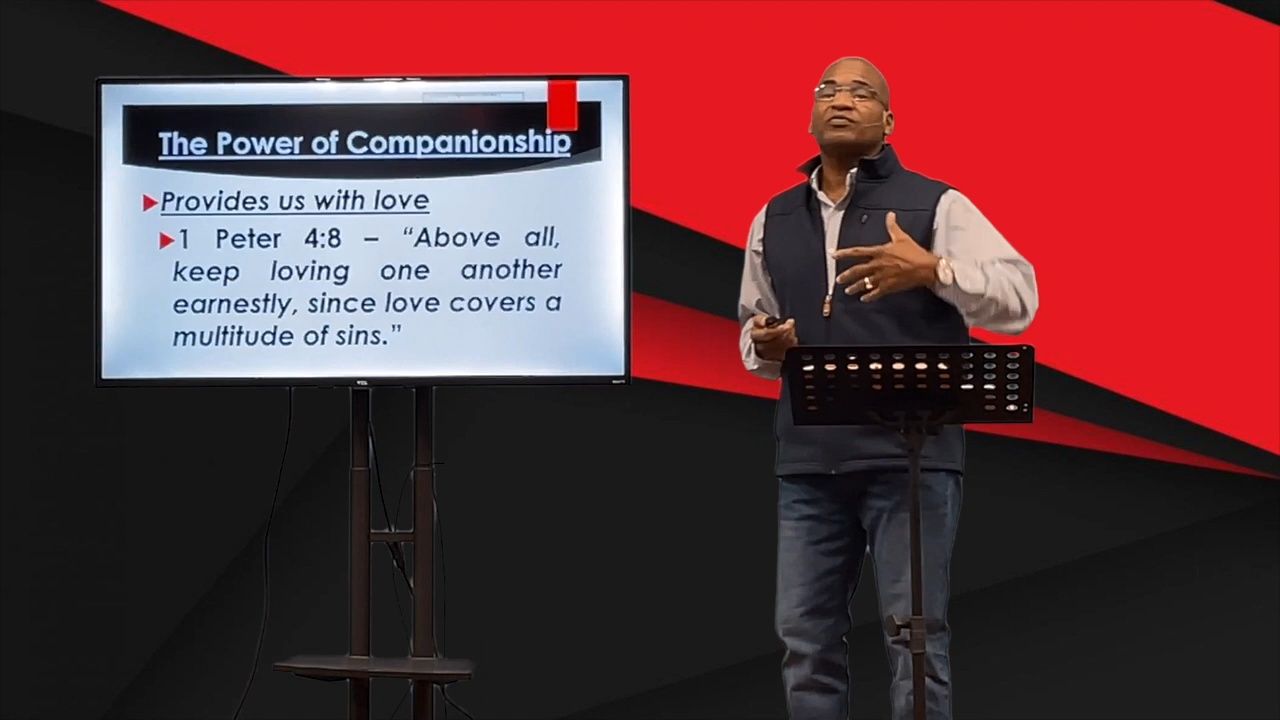 The Power of Companionship
Provides us with love
1 Peter 4:8 – “Above all,
keep loving one another
earnestly, since love covers a
multitude of sins.”
TCL